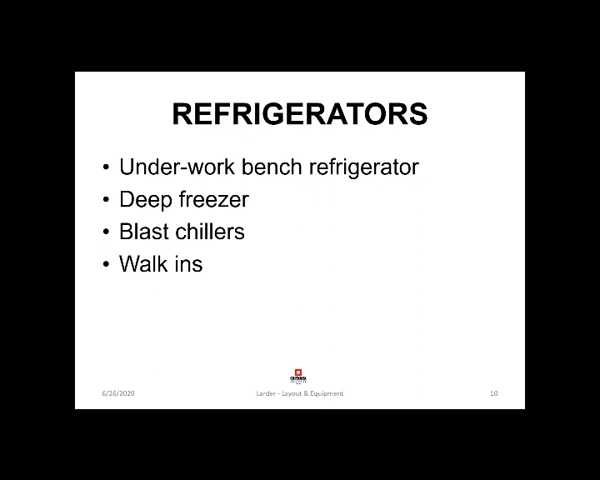 REFRIGERATORS
• Under-work bench refrigerator
• Deep freezer
• Blast chillers
• Walk ins
6/26/2020
Larder - Layout & Equipment
10